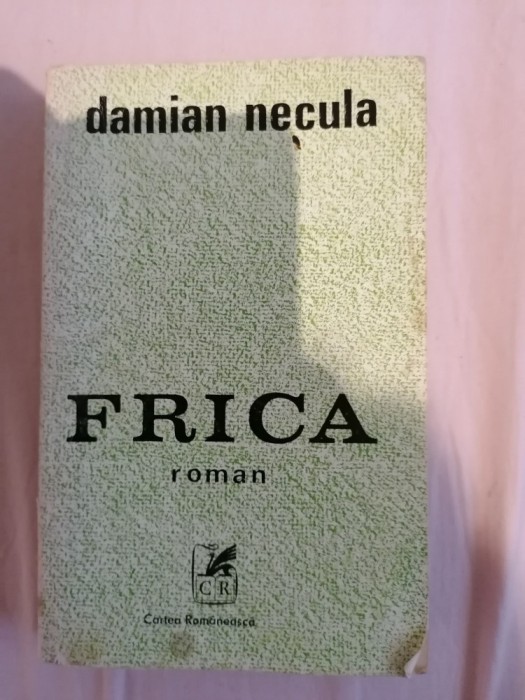 damian necula
FRICA
roman
CR
Cartea Românească